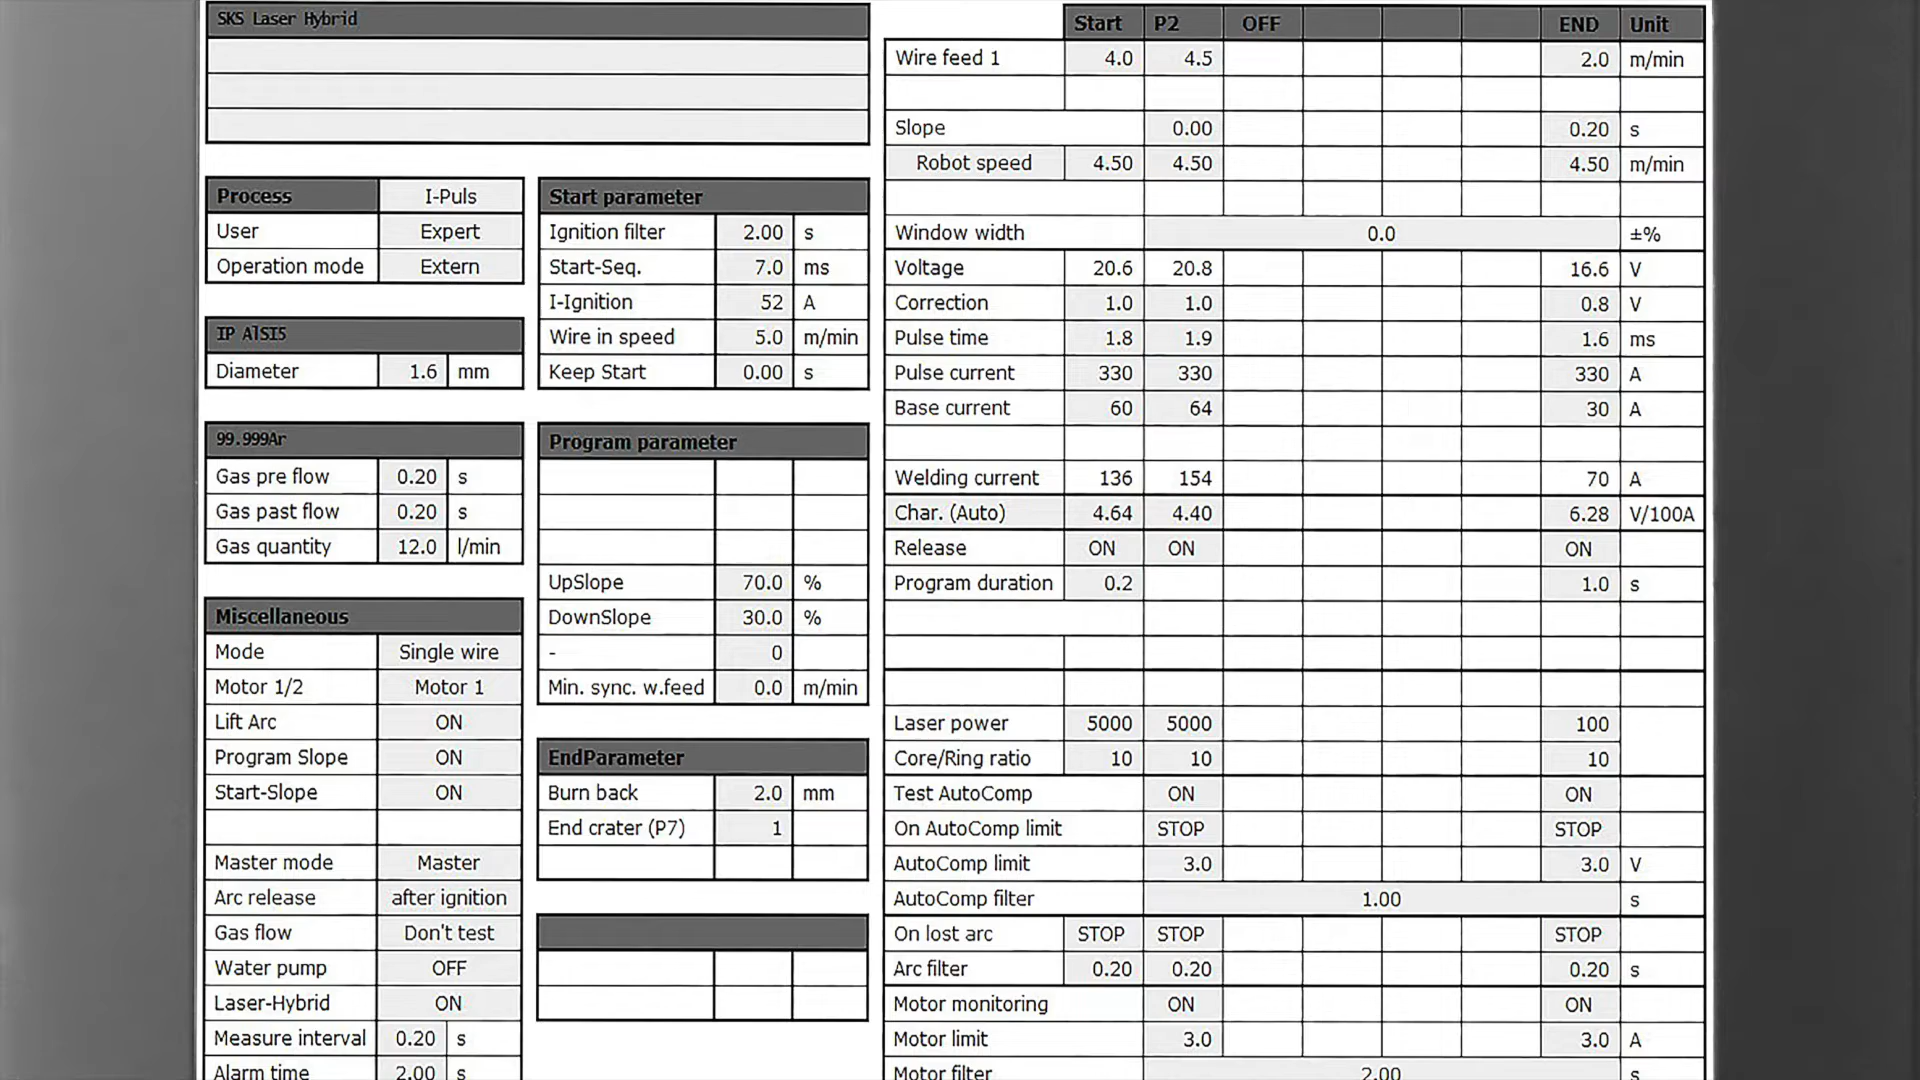 SKS Laser Hybrid
Process I-Puls
User Expert
Operation mode Extern
IP AlSI5
Diameter 1.6 mm
99.999Ar
Gas pre flow 0.20 s
Gas past flow 0.20 s
Gas quantity 12.0 l/min
Miscellaneous
Mode Single wire
Motor 1/2 Motor 1
Lift Arc ON
Program Slope ON
Start-Slope ON
Master mode Master
Arc release after ignition
Gas flow Don't test
Water pump OFF
Laser-Hybrid ON
Measure interval 0.20 s
Alarm time 2.00 s
Start parameter
Ignition filter 2.00 s
Start-Seq. 7.0 ms
I-Ignition 52 A
Wire in speed 5.0 m/min
Keep Start 0.00 s
Program parameter
UpSlope 70.0 %
DownSlope 30.0 %
- 0
Min. sync. w.feed 0.0 m/min
EndParameter
Burn back 2.0 mm
End crater (P7) 1
Start P2 OFF END Unit
Wire feed 1 4.0 4.5 2.0 m/min
Slope 0.00 0.20 s
Robot speed 4.50 4.50 4.50 m/min
Window width 0.0 ±%
Voltage 20.6 20.8 16.6 V
Correction 1.0 1.0 0.8 V
Pulse time 1.8 1.9 1.6 ms
Pulse current 330 330 330 A
Base current 60 64 30 A
Welding current 136 154 70 A
Char. (Auto) 4.64 4.40 6.28 V/100A
Release ON ON ON
Program duration 0.2 1.0 s
Laser power 5000 5000 100
Core/Ring ratio 10 10 10
Test AutoComp ON ON
On AutoComp limit STOP STOP
AutoComp limit 3.0 3.0 V
AutoComp filter 1.00 s
On lost arc STOP STOP STOP
Arc filter 0.20 0.20 0.20 s
Motor monitoring ON ON
Motor limit 3.0 3.0 A
Motor filter 2.00 s